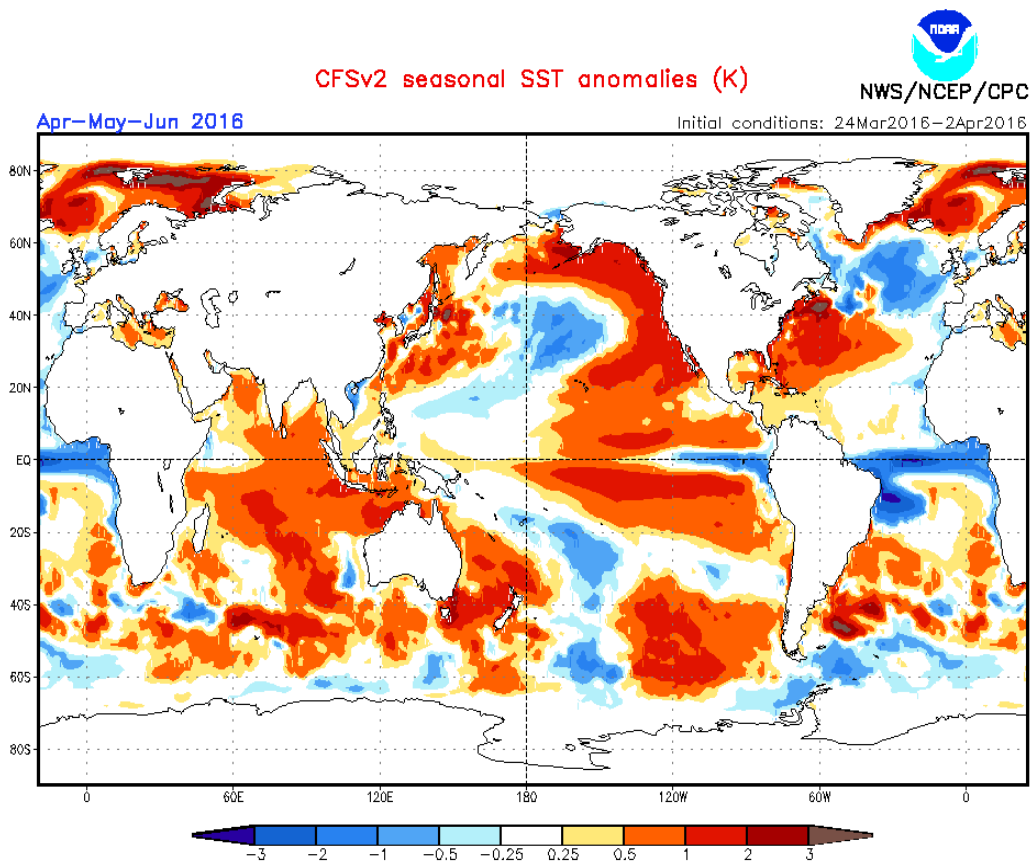 NOAA
CFSv2 seasonal SST anomalies (K)
NWS/NCEP/CPC
Apr-May-Jun 2016
Initial conditions: 24Mar2016-2Apr2016
80N
60N
40N
20N
EQ
20S
40S
60S
80S
0 60E 120E 180 120W 60W 0
-3 -2 -1 -0.5 -0.25 0.25 0.5 1 2 3